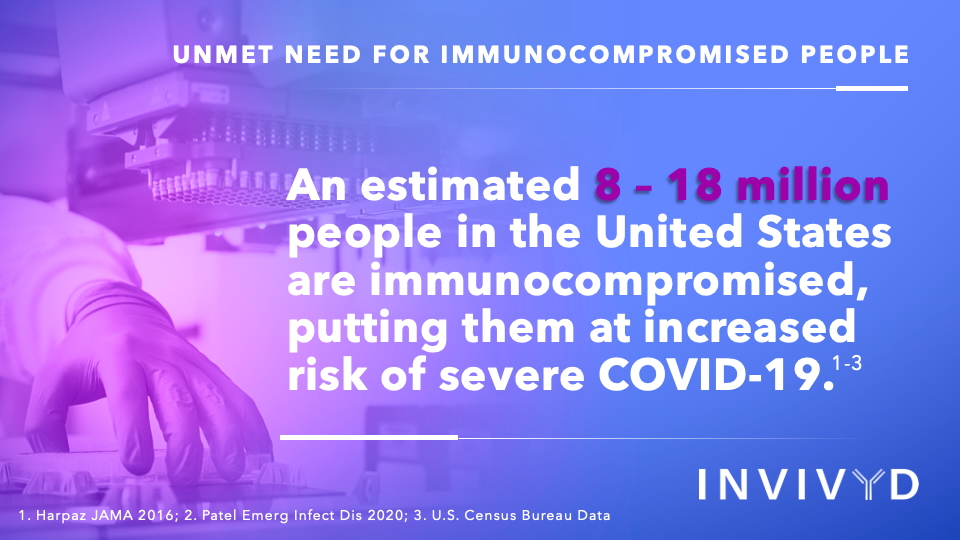 UNMET NEED FOR IMMUNOCOMPROMISED PEOPLE
An estimated 8 – 18 million
people in the United States
are immunocompromised,
putting them at increased
risk of severe COVID-19.1-3
INVIVYD
1. Harpaz JAMA 2016; 2. Patel Emerg Infect Dis 2020; 3. U.S. Census Bureau Data